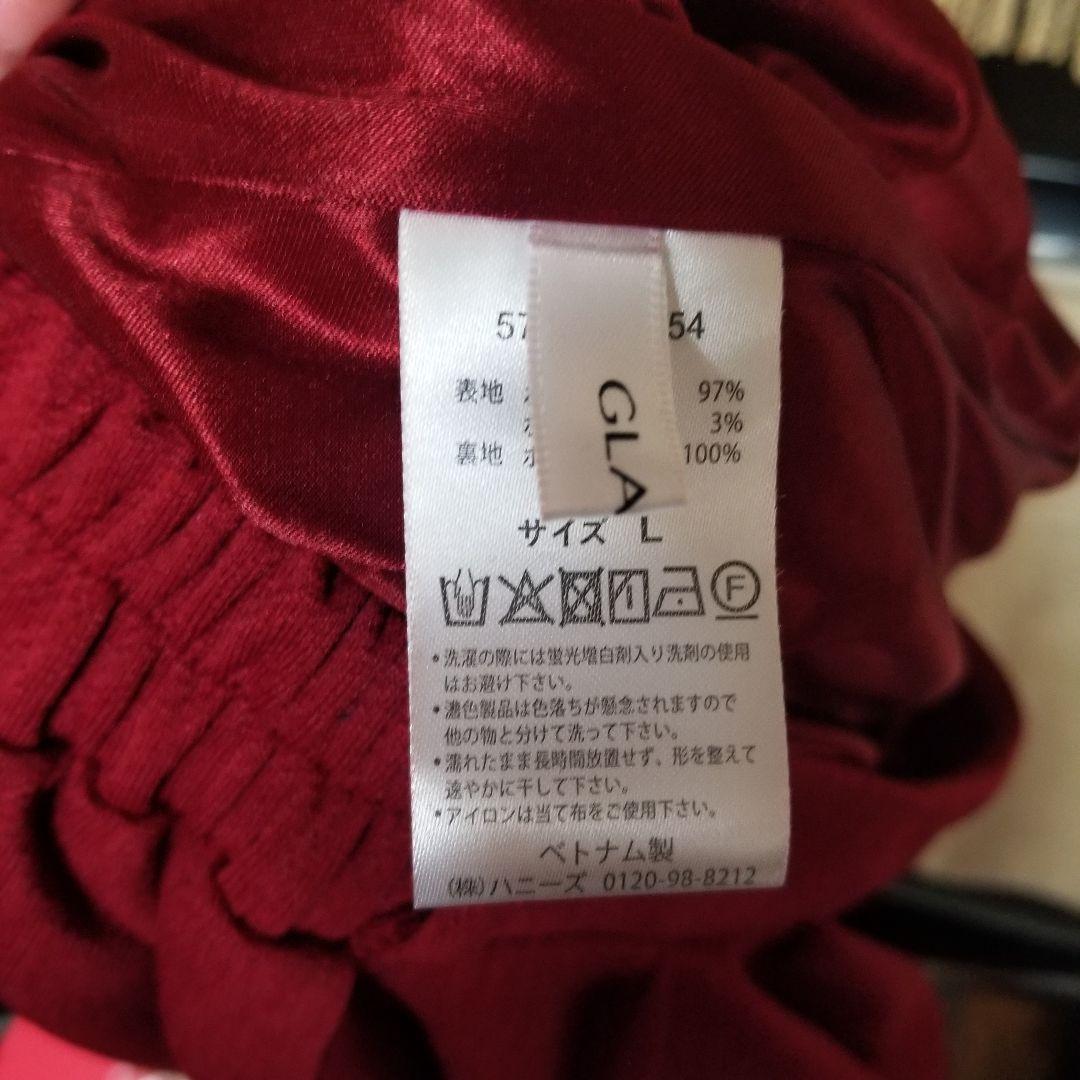 57 54
表地 97%
3%
裏地 100%
GLA
サイズ L
F
•洗濯の際には蛍光増白剤入り洗剤の使用
はお避け下さい。
•濃色製品は色落ちが懸念されますので
他の物と分けて洗って下さい。
•濡れたまま長時間放置せず、形を整えて
速やかに干して下さい。
•アイロンは当て布をご使用下さい。
ベトナム製
(株)ハニーズ 0120-98-8212